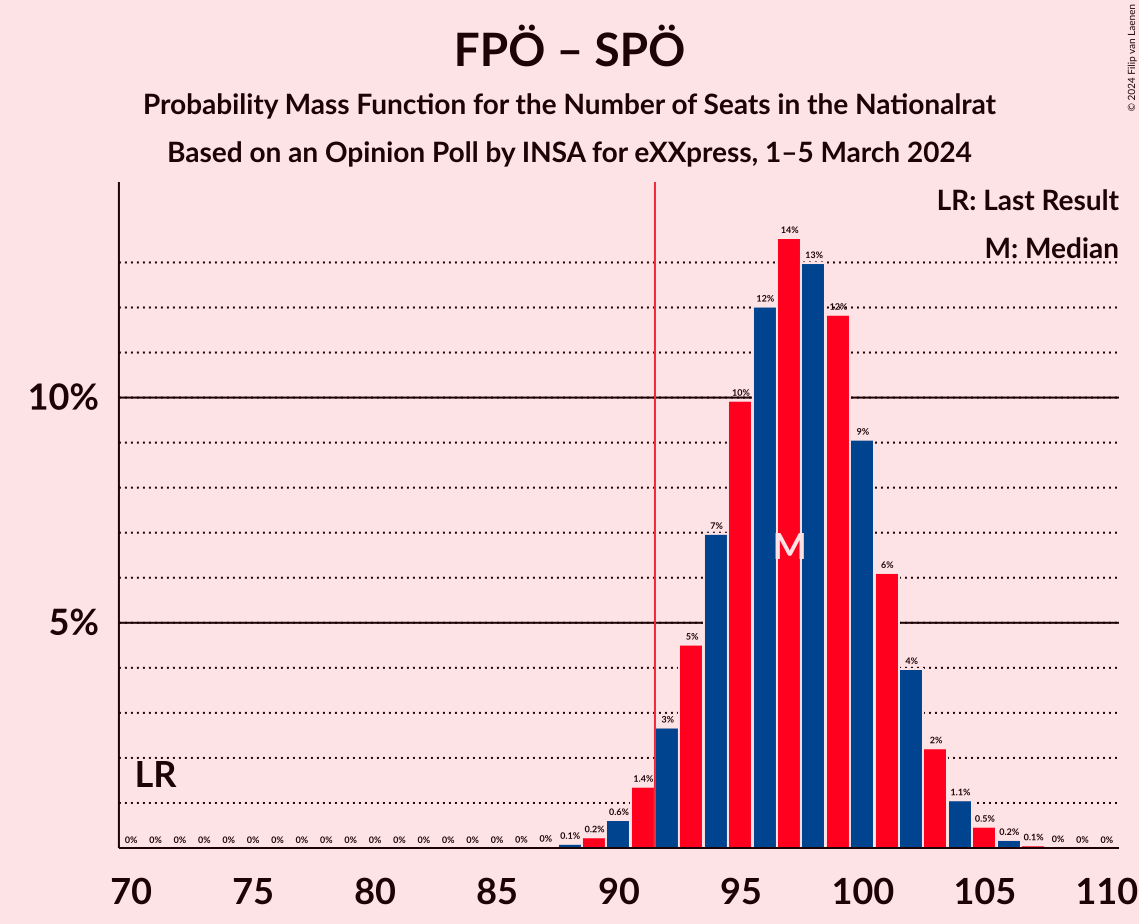 FPÖ – SPÖ
Probability Mass Function for the Number of Seats in the Nationalrat
Based on an Opinion Poll by INSA for eXXpress, 1–5 March 2024
© 2024 Filip van Laenen
LR: Last Result
M: Median
14%
13%
12% 12%
10%
10%
9%
7%
M
6%
5%
5%
4%
3%
2%
LR
1.4%
1.1%
0.6%
0.5%
0% 0% 0% 0% 0% 0% 0% 0% 0% 0% 0% 0% 0% 0% 0% 0% 0% 0% 0.1% 0.2% 0.2% 0.1% 0% 0% 0%
70 75 80 85 90 95 100 105 110